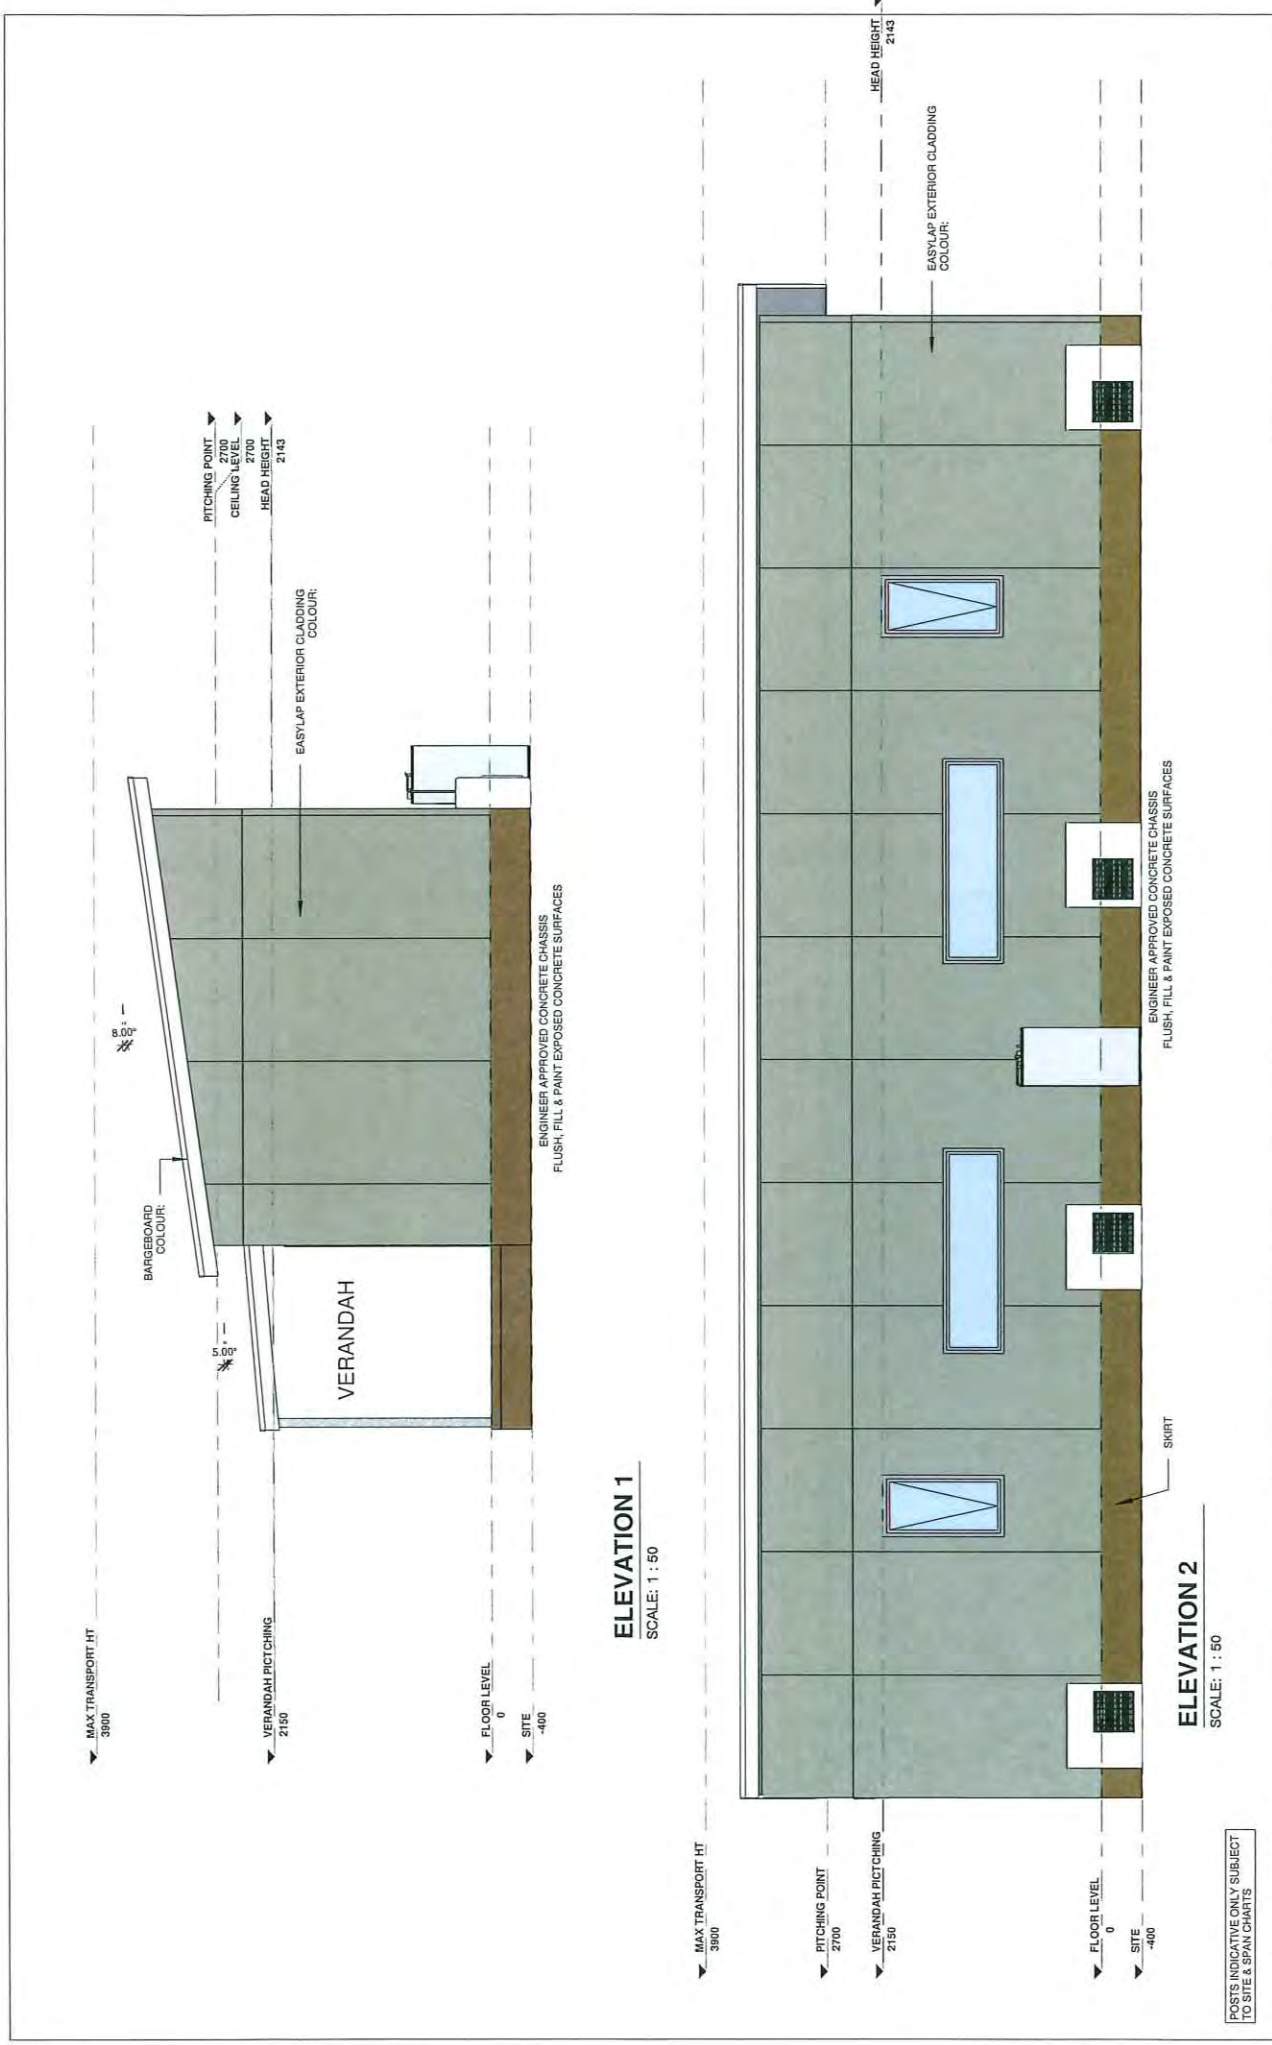 MAX TRANSPORT HT
3900
VERANDAH PICTCHING
2150
FLOOR LEVEL
0
SITE
-400
BARGEBOARD
COLOUR:
8.00°
5.00°
VERANDAH
PITCHING POINT
2700
CEILING LEVEL
2700
HEAD HEIGHT
2143
EASYLAP EXTERIOR CLADDING
COLOUR:
ENGINEER APPROVED CONCRETE CHASSIS
FLUSH, FILL & PAINT EXPOSED CONCRETE SURFACES
ELEVATION 1
SCALE: 1 : 50
MAX TRANSPORT HT
3900
PITCHING POINT
2700
VERANDAH PICTCHING
2150
FLOOR LEVEL
0
SITE
-400
HEAD HEIGHT
2143
EASYLAP EXTERIOR CLADDING
COLOUR:
SKIRT
ENGINEER APPROVED CONCRETE CHASSIS
FLUSH, FILL & PAINT EXPOSED CONCRETE SURFACES
ELEVATION 2
SCALE: 1 : 50
POSTS INDICATIVE ONLY SUBJECT
TO SITE & SPAN CHARTS